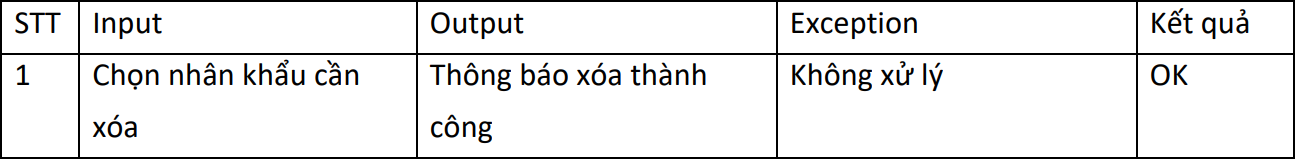 STT Input Output Exception Kết quả
1 Chọn nhân khẩu cần Thông báo xóa thành Không xử lý OK
xóa công